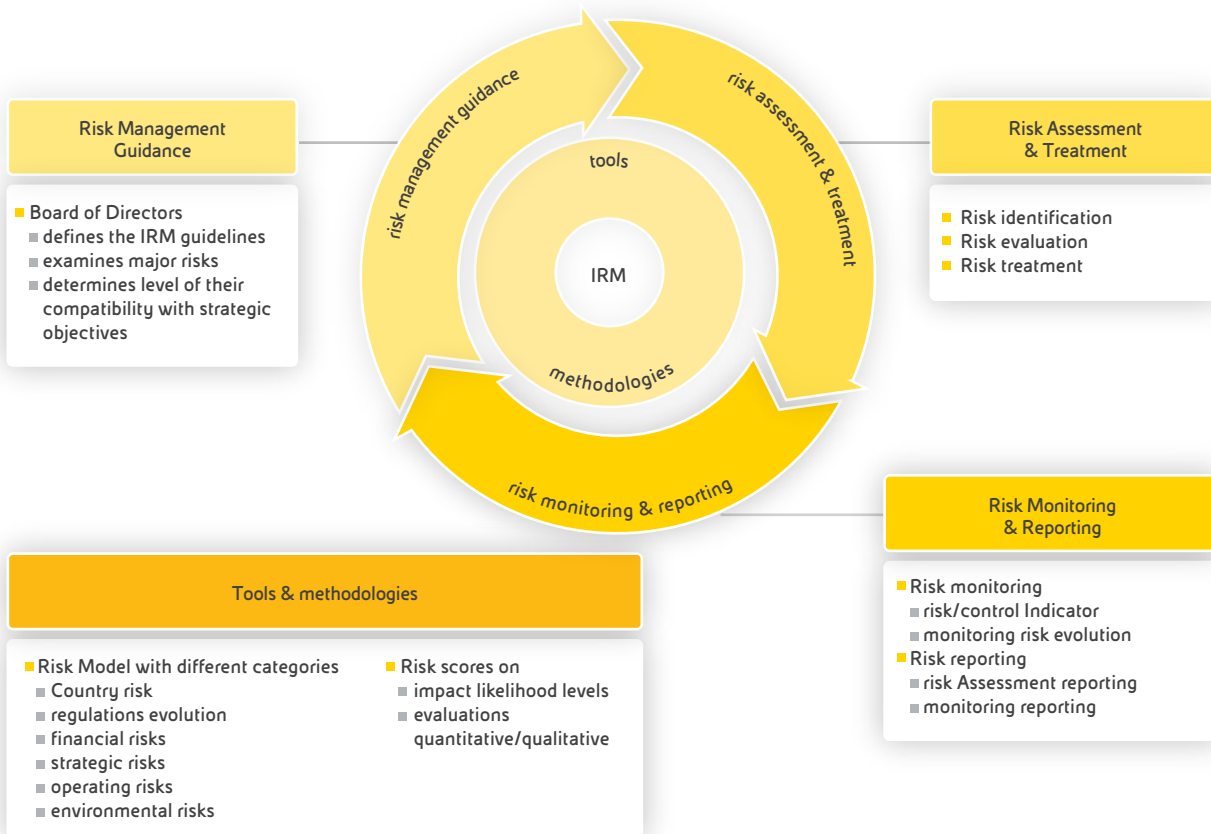 risk management guidance
risk assessment & treatment
risk monitoring & reporting
tools
IRM
methodologies
Risk Management
Guidance
Board of Directors
defines the IRM guidelines
examines major risks
determines level of their
compatibility with strategic
objectives
Risk Assessment
& Treatment
Risk identification
Risk evaluation
Risk treatment
Risk Monitoring
& Reporting
Risk monitoring
risk/control Indicator
monitoring risk evolution
Risk reporting
risk Assessment reporting
monitoring reporting
Tools & methodologies
Risk Model with different categories
Country risk
regulations evolution
financial risks
strategic risks
operating risks
environmental risks
Risk scores on
impact likelihood levels
evaluations
quantitative/qualitative